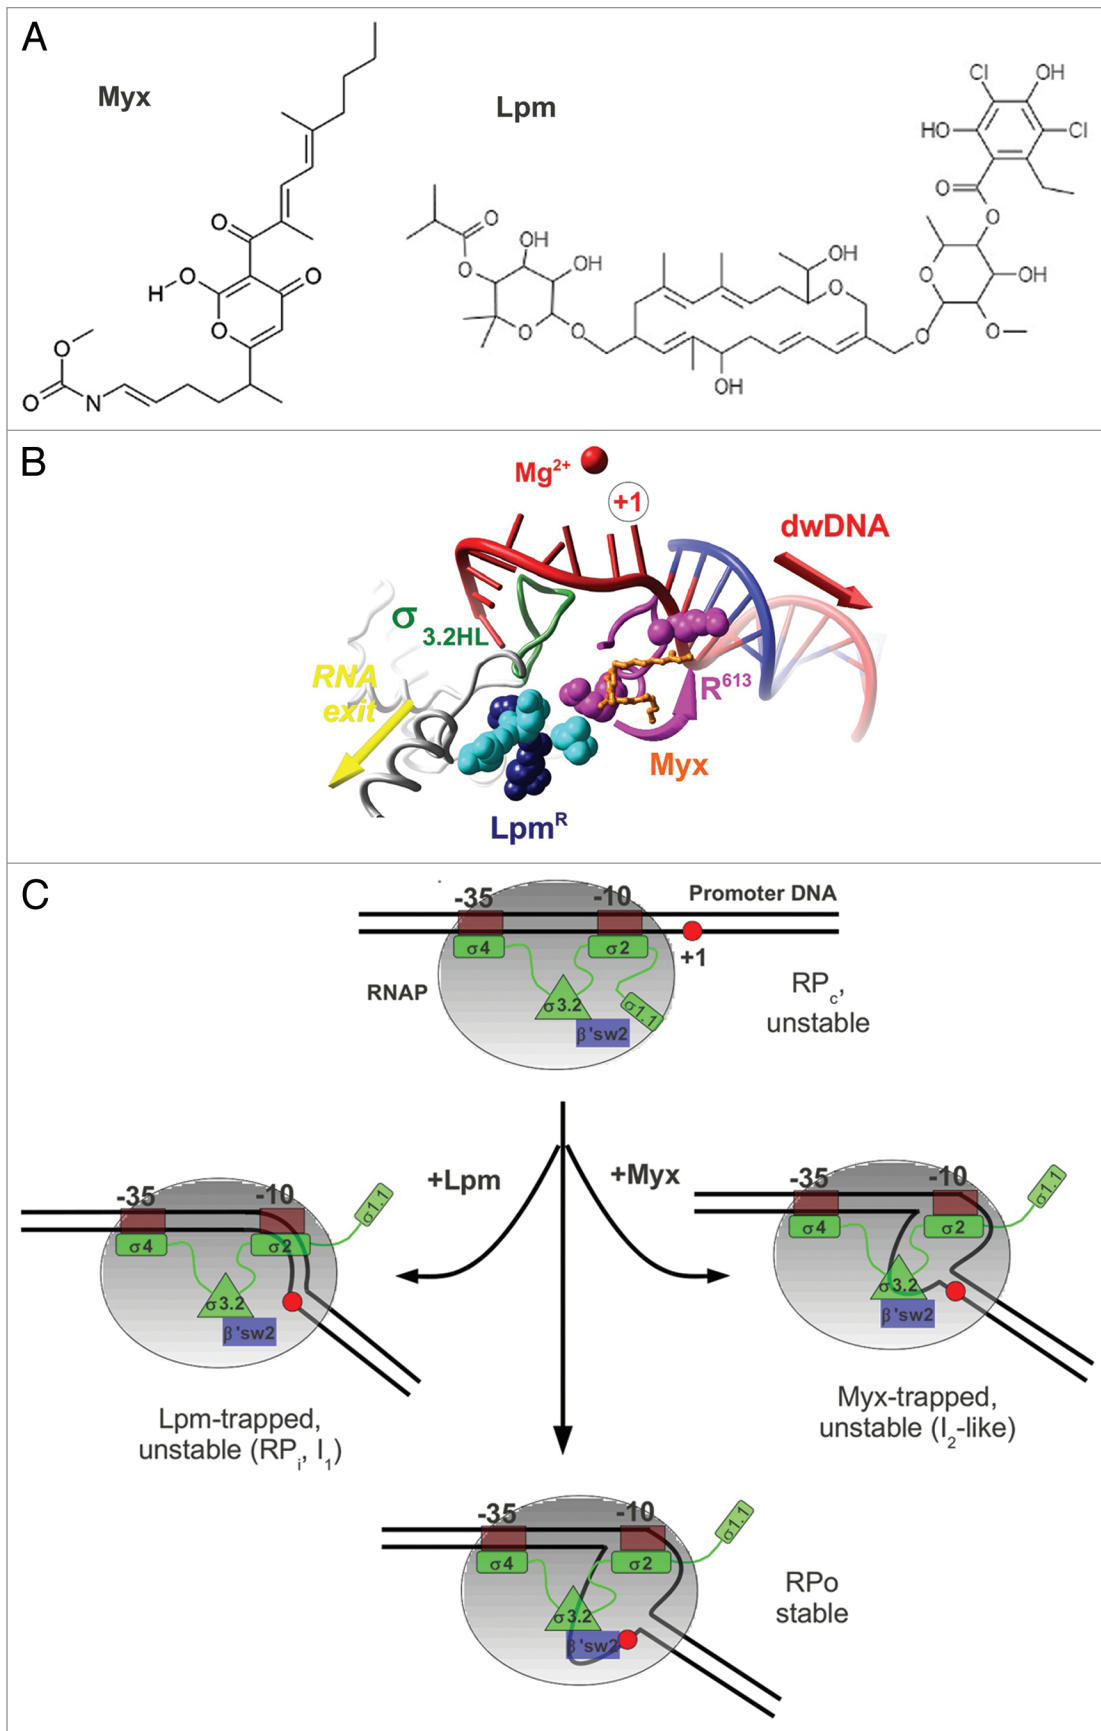 A
Myx
Lpm
O
O
H
O
O
O
O
N
O
O
O
OH
OH
O
O
OH
O
OH
Cl
OH
HO
Cl
O
O
O
OH
O
O
B
Mg2+
+1
dwDNA
σ
3.2HL
RNA
exit
R613
Myx
LpmR
C
-35
-10
Promoter DNA
σ4
σ2
+1
RNAP
σ3.2
σ1.1
β'sw2
RPc,
unstable
+Lpm
+Myx
-35
-10
σ1.1
σ4
σ2
σ3.2
β'sw2
Lpm-trapped,
unstable (RPi, I1)
-35
-10
σ1.1
σ4
σ2
σ3.2
β'sw2
Myx-trapped,
unstable (I2-like)
-35
-10
σ1.1
σ4
σ2
σ3.2
β'sw2
RPo
stable